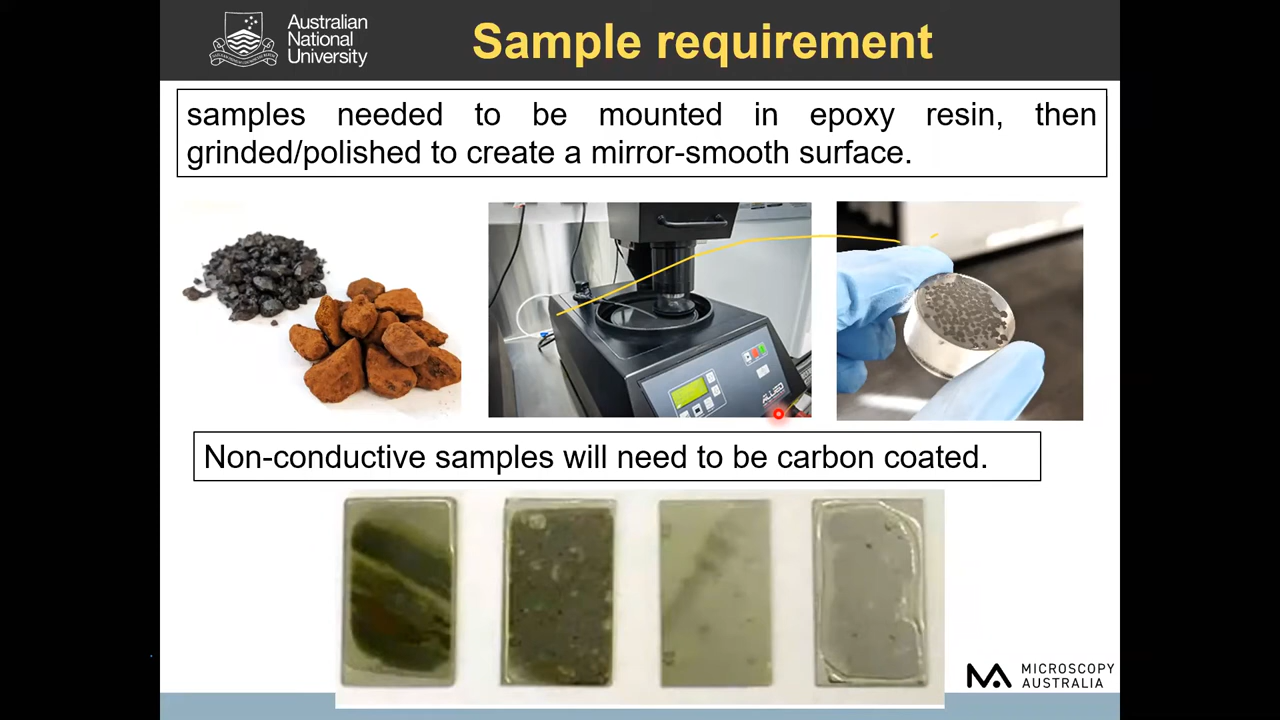 Australian
National
University
Sample requirement
samples needed to be mounted in epoxy resin, then
grinded/polished to create a mirror-smooth surface.
ALLIED
Non-conductive samples will need to be carbon coated.
MICROSCOPY
AUSTRALIA